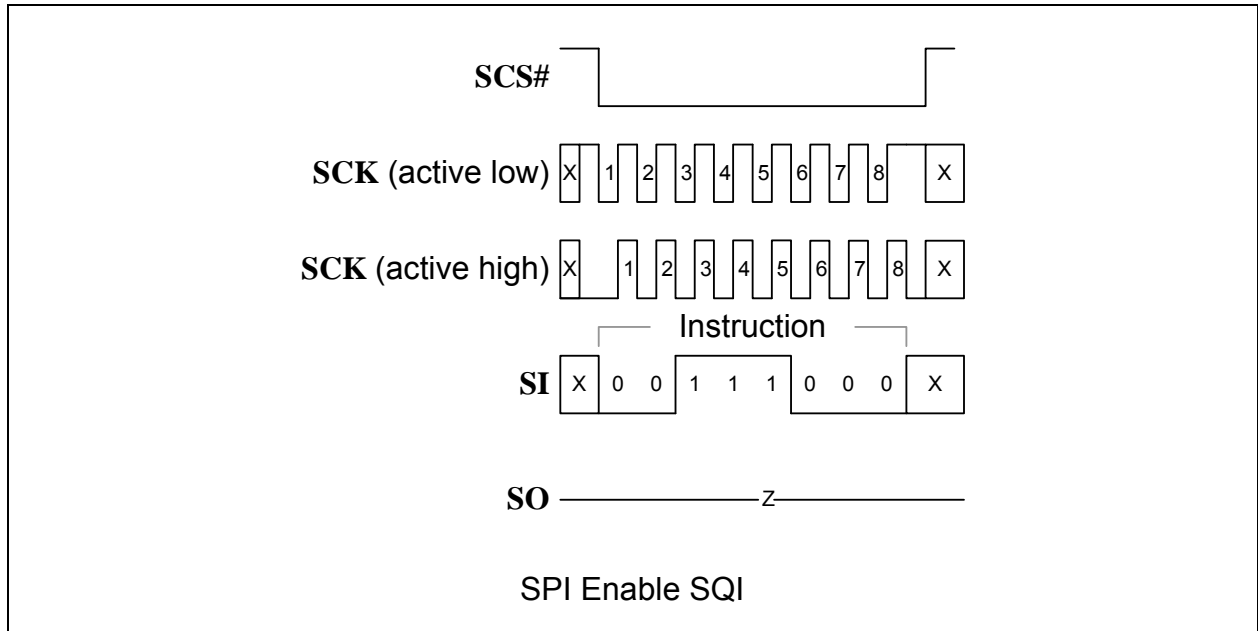 SCS#
SCK (active low) X 1 2 3 4 5 6 7 8 X
SCK (active high) X 1 2 3 4 5 6 7 8 X
Instruction
SI X 0 0 1 1 1 0 0 0 X
SO Z
SPI Enable SQI